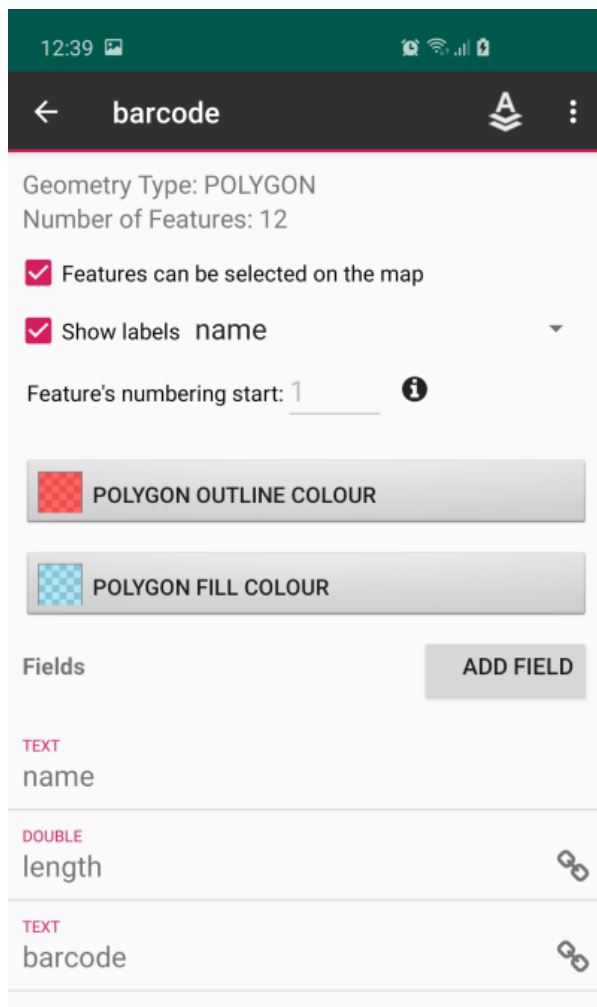 12:39
barcode
A
Geometry Type: POLYGON
Number of Features: 12
Features can be selected on the map
Show labels name
Feature's numbering start: 1
POLYGON OUTLINE COLOUR
POLYGON FILL COLOUR
Fields ADD FIELD
TEXT
name
DOUBLE
length
TEXT
barcode